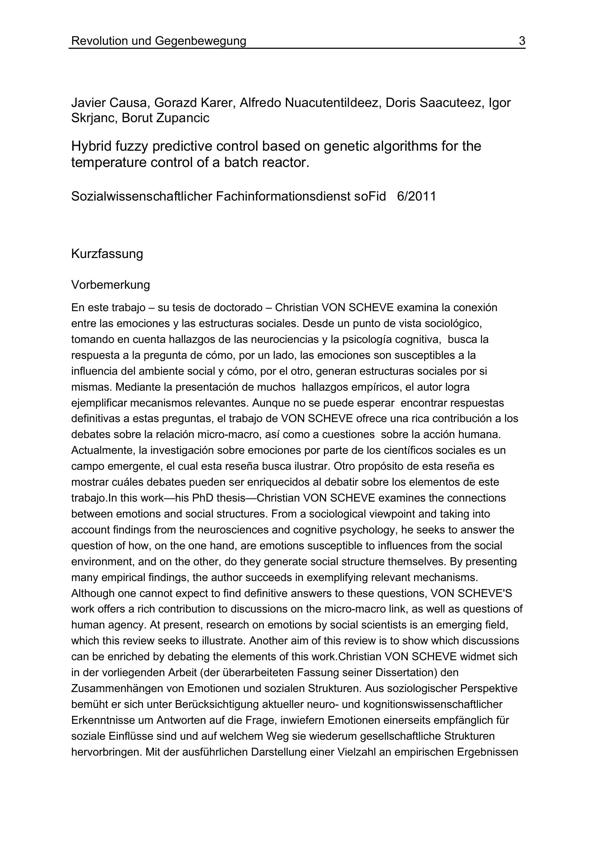 Revolution und Gegenbewegung 3
Javier Causa, Gorazd Karer, Alfredo Nuacutentildeez, Doris Saacuteez, Igor
Skrjanc, Borut Zupancic
Hybrid fuzzy predictive control based on genetic algorithms for the
temperature control of a batch reactor.
Sozialwissenschaftlicher Fachinformationsdienst soFid 6/2011
Kurzfassung
Vorbemerkung
En este trabajo – su tesis de doctorado – Christian VON SCHEVE examina la conexión
entre las emociones y las estructuras sociales. Desde un punto de vista sociológico,
tomando en cuenta hallazgos de las neurociencias y la psicología cognitiva, busca la
respuesta a la pregunta de cómo, por un lado, las emociones son susceptibles a la
influencia del ambiente social y cómo, por el otro, generan estructuras sociales por si
mismas. Mediante la presentación de muchos hallazgos empíricos, el autor logra
ejemplificar mecanismos relevantes. Aunque no se puede esperar encontrar respuestas
definitivas a estas preguntas, el trabajo de VON SCHEVE ofrece una rica contribución a los
debates sobre la relación micro-macro, así como a cuestiones sobre la acción humana.
Actualmente, la investigación sobre emociones por parte de los científicos sociales es un
campo emergente, el cual esta reseña busca ilustrar. Otro propósito de esta reseña es
mostrar cuáles debates pueden ser enriquecidos al debatir sobre los elementos de este
trabajo.In this work—his PhD thesis—Christian VON SCHEVE examines the connections
between emotions and social structures. From a sociological viewpoint and taking into
account findings from the neurosciences and cognitive psychology, he seeks to answer the
question of how, on the one hand, are emotions susceptible to influences from the social
environment, and on the other, do they generate social structure themselves. By presenting
many empirical findings, the author succeeds in exemplifying relevant mechanisms.
Although one cannot expect to find definitive answers to these questions, VON SCHEVE'S
work offers a rich contribution to discussions on the micro-macro link, as well as questions of
human agency. At present, research on emotions by social scientists is an emerging field,
which this review seeks to illustrate. Another aim of this review is to show which discussions
can be enriched by debating the elements of this work.Christian VON SCHEVE widmet sich
in der vorliegenden Arbeit (der überarbeiteten Fassung seiner Dissertation) den
Zusammenhängen von Emotionen und sozialen Strukturen. Aus soziologischer Perspektive
bemüht er sich unter Berücksichtigung aktueller neuro- und kognitionswissenschaftlicher
Erkenntnisse um Antworten auf die Frage, inwiefern Emotionen einerseits empfänglich für
soziale Einflüsse sind und auf welchem Weg sie wiederum gesellschaftliche Strukturen
hervorbringen. Mit der ausführlichen Darstellung einer Vielzahl an empirischen Ergebnissen